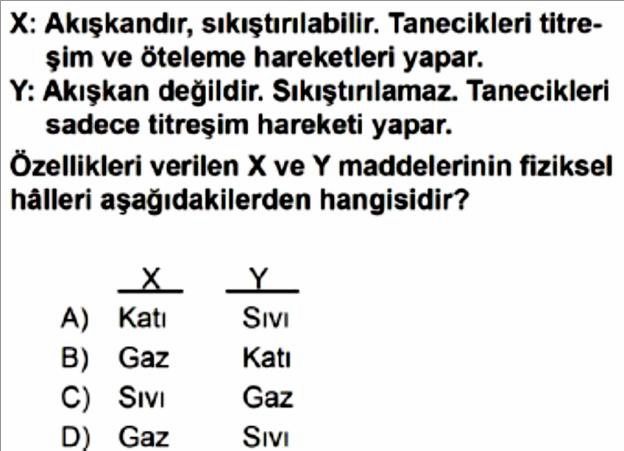 X: Akışkandır, sıkıştırılabilir. Tanecikleri titre-
şim ve öteleme hareketleri yapar.
Y: Akışkan değildir. Sıkıştırılamaz. Tanecikleri
sadece titreşim hareketi yapar.
Özellikleri verilen X ve Y maddelerinin fiziksel
hâlleri aşağıdakilerden hangisidir?
X Y
A) Katı Sıvı
B) Gaz Katı
C) Sıvı Gaz
D) Gaz Sıvı